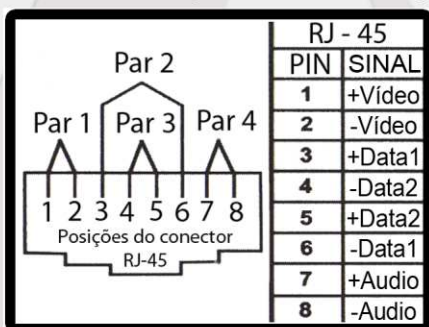 Par 2
Par 1 Par 3 Par 4
1 2 3 4 5 6 7 8
Posições do conector
RJ-45
RJ - 45
PIN SINAL
1 +Vídeo
2 -Vídeo
3 +Data1
4 -Data2
5 +Data2
6 -Data1
7 +Audio
8 -Audio